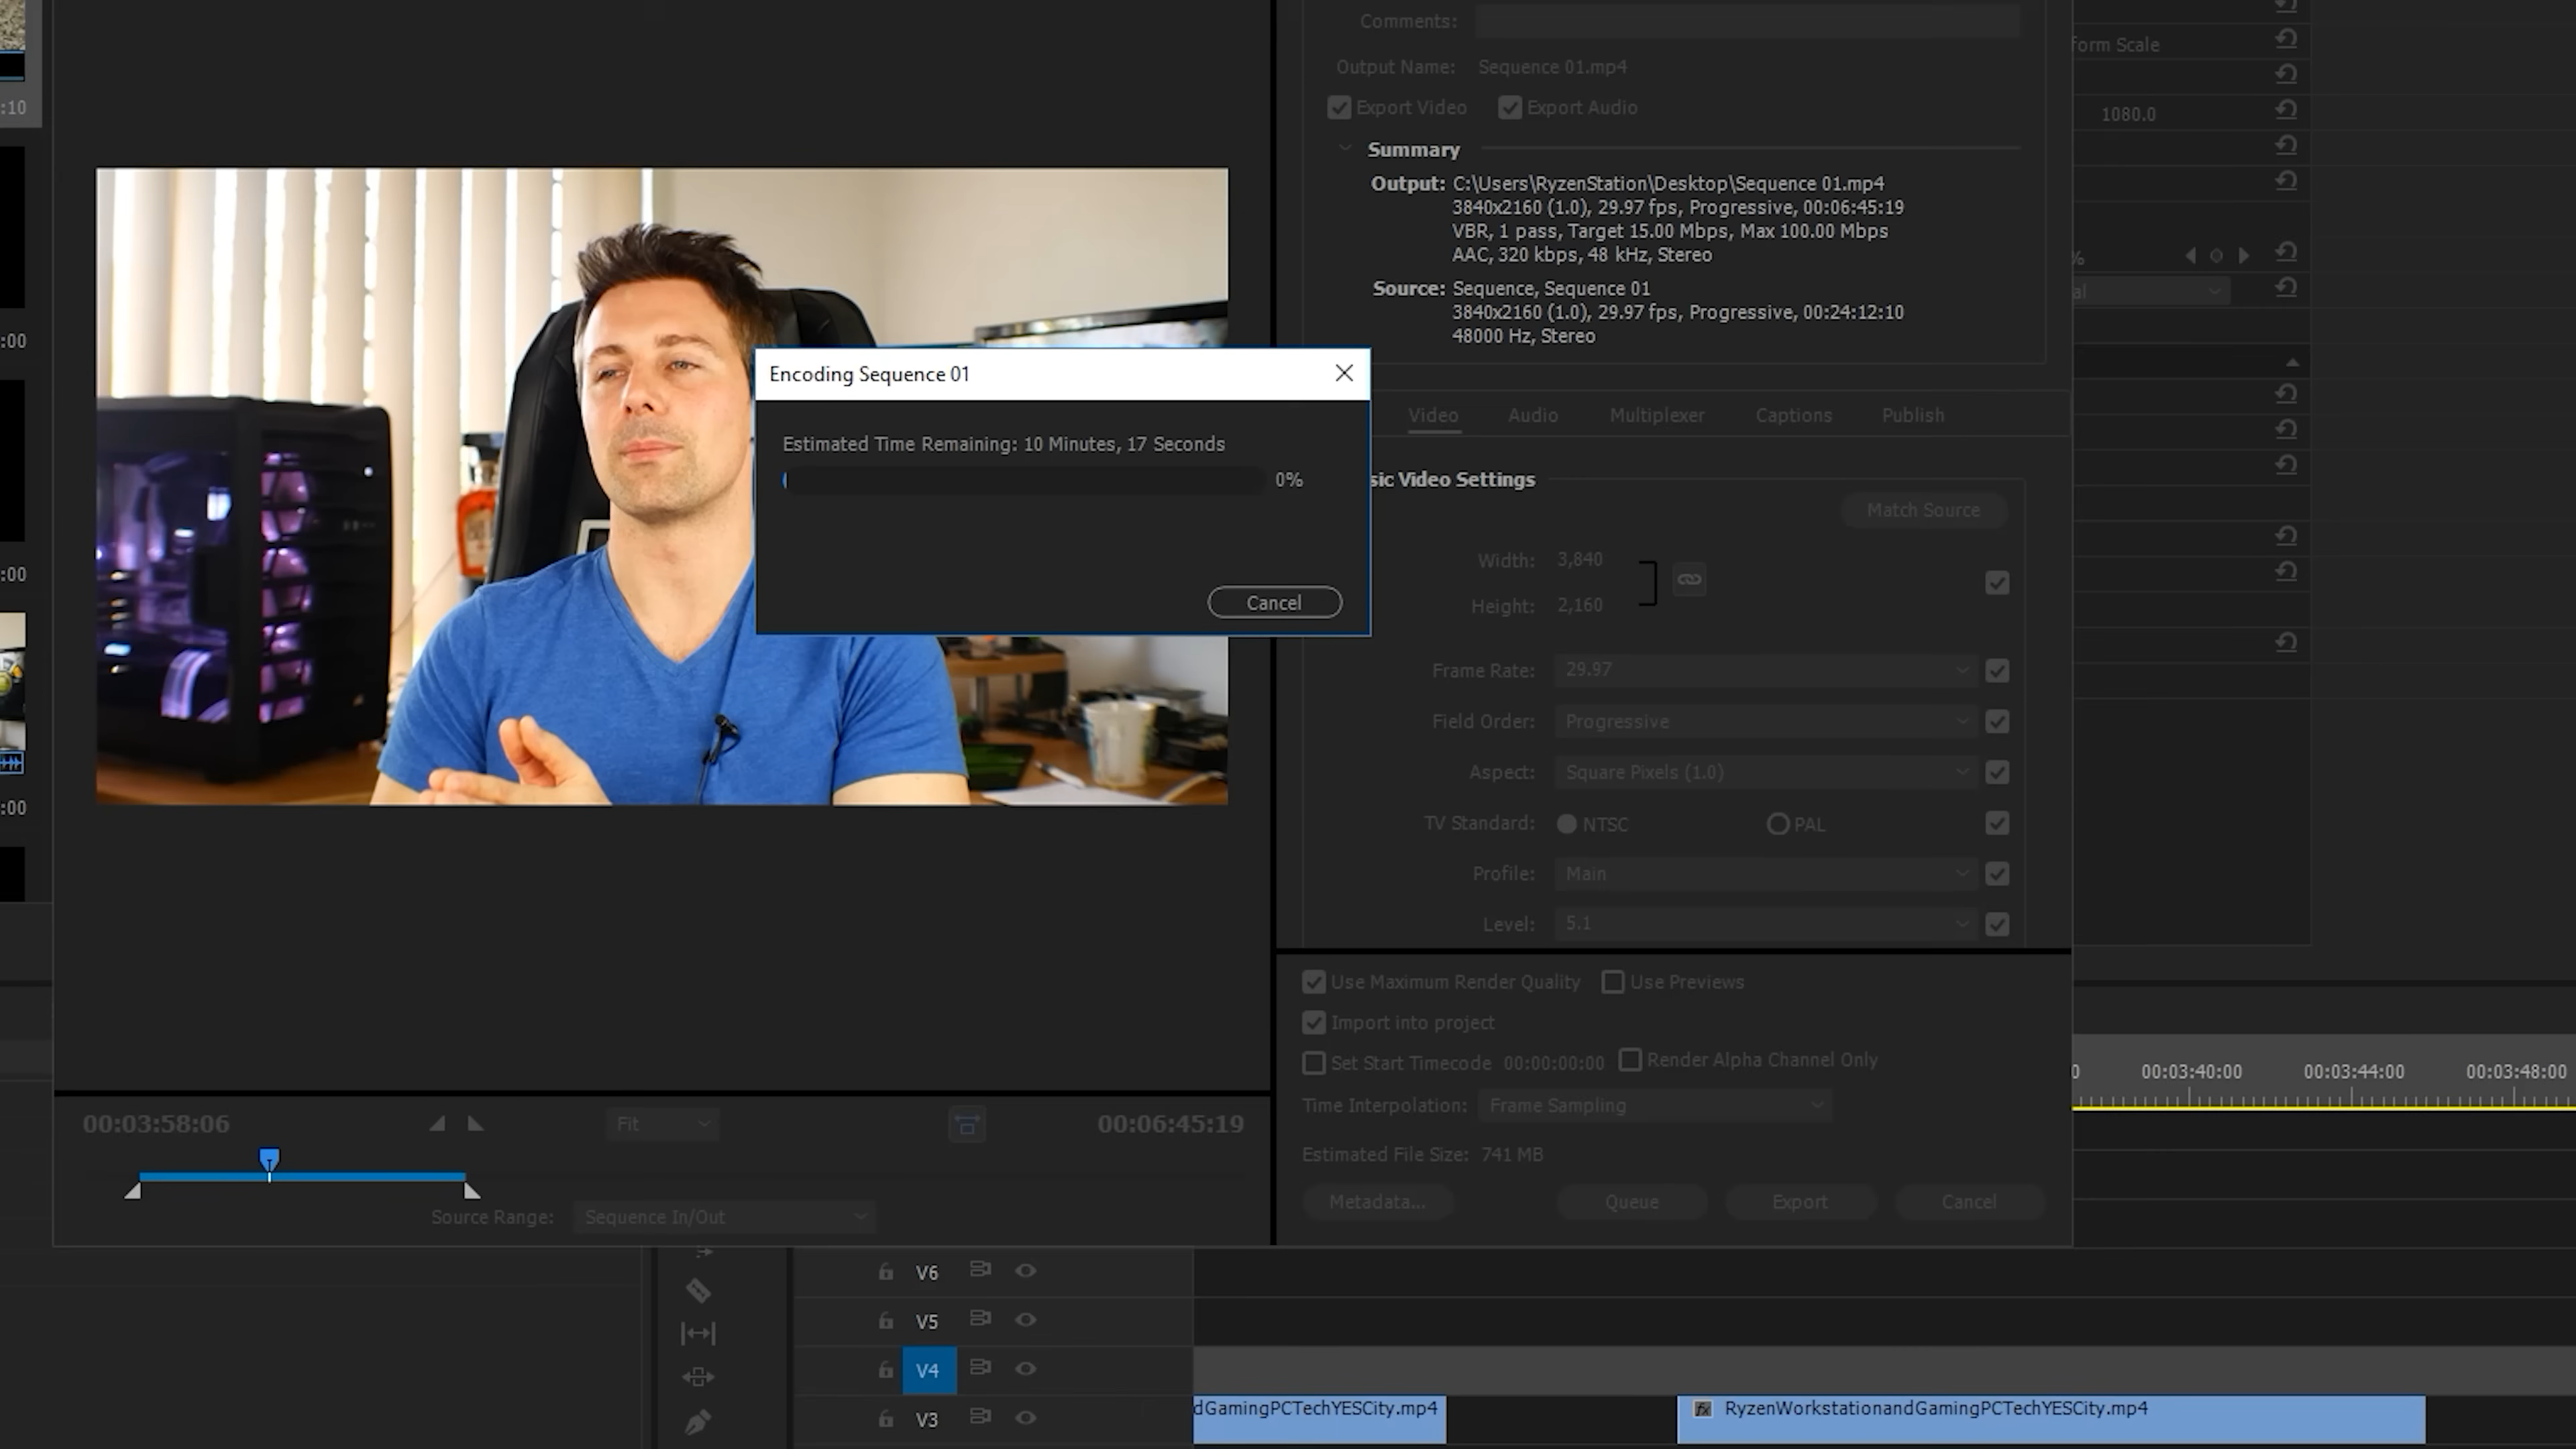 Comments:
form Scale
Output Name: Sequence 01.mp4
:10
Export Video Export Audio
1080.0
Summary
Output: C:\Users\RyzenStation\Desktop\Sequence 01.mp4
3840x2160 (1.0), 29.97 fps, Progressive, 00:06:45:19
VBR, 1 pass, Target 15.00 Mbps, Max 100.00 Mbps
AAC, 320 kbps, 48 kHz, Stereo
%
Source: Sequence, Sequence 01
al
3840x2160 (1.0), 29.97 fps, Progressive, 00:24:12:10
48000 Hz, Stereo
:00
Encoding Sequence 01
Video Audio Multiplexer Captions Publish
Estimated Time Remaining: 10 Minutes, 17 Seconds
0%
sic Video Settings
Match Source
Width: 3,840
:00
Cancel
Height: 2,160
Frame Rate: 29.97
Field Order: Progressive
Aspect: Square Pixels (1.0)
:00
TV Standard: NTSC PAL
Profile: Main
Level: 5.1
Use Maximum Render Quality Use Previews
Import into project
Set Start Timecode 00:00:00:00 Render Alpha Channel Only
0 00:03:40:00 00:03:44:00 00:03:48:00
Time Interpolation: Frame Sampling
00:03:58:06 Fit 00:06:45:19
Estimated File Size: 741 MB
Metadata... Queue Export Cancel
Source Range: Sequence In/Out
V6
V5
V4
V3
dGamingPCTechYESCity.mp4 fx RyzenWorkstationandGamingPCTechYESCity.mp4